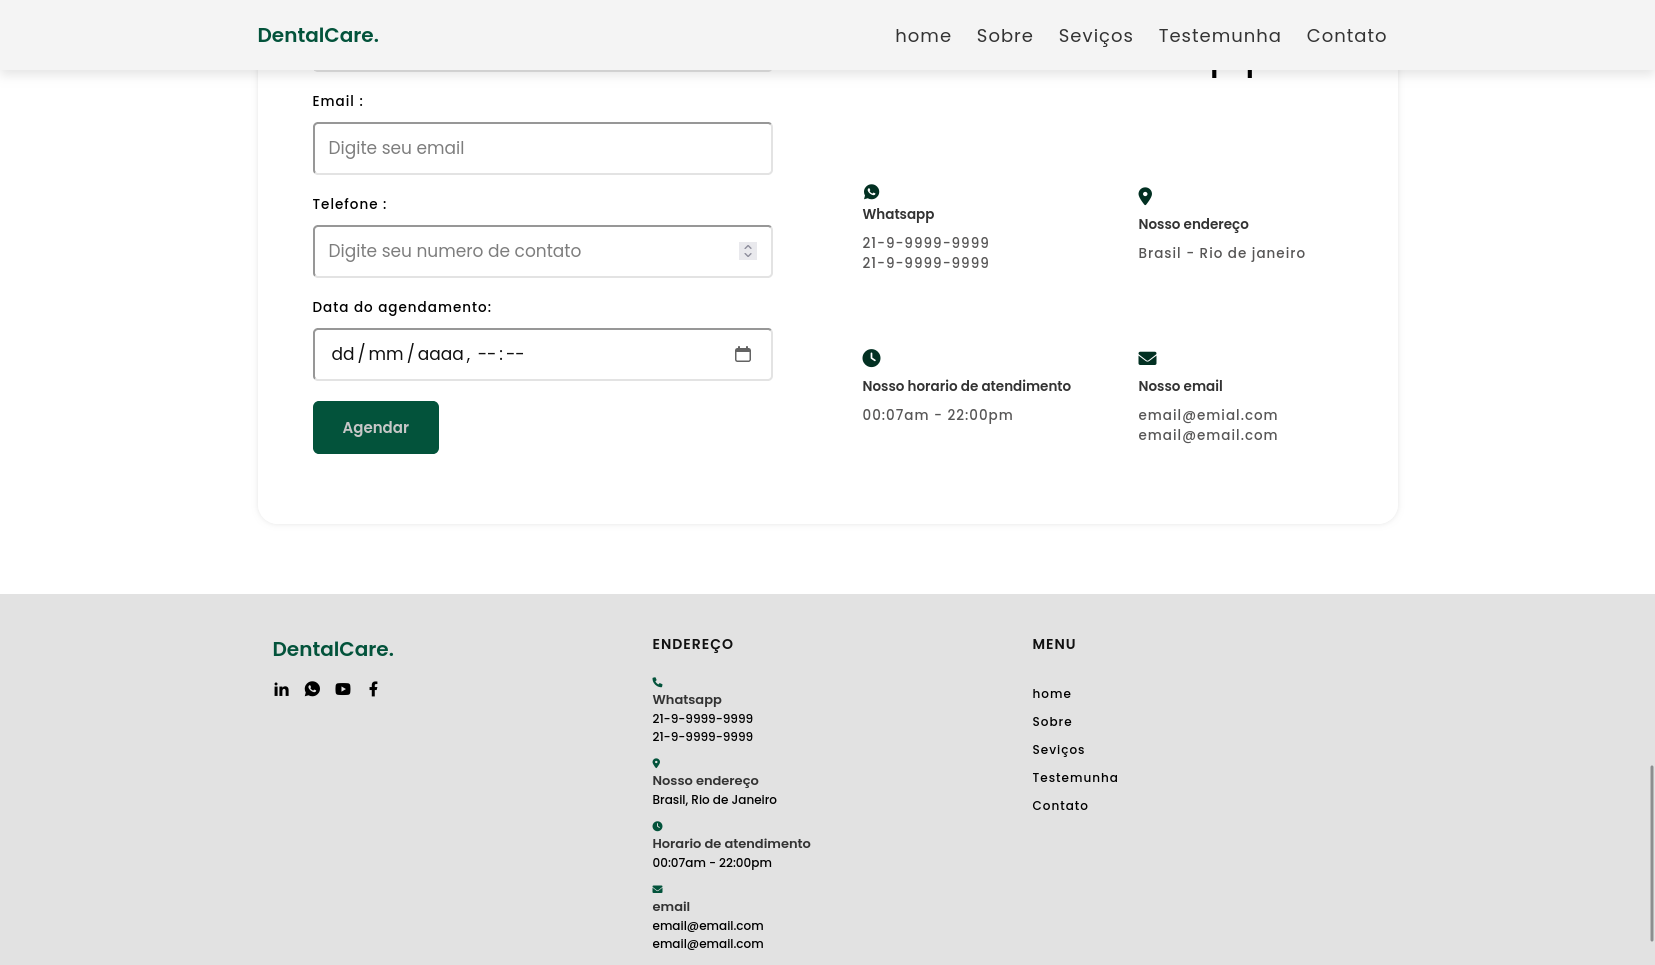 DentalCare.
home Sobre Seviços Testemunha Contato
Email :
Digite seu email
Telefone :
Digite seu numero de contato
Data do agendamento:
dd/mm/aaaa, --:--
Agendar
Whatsapp
21-9-9999-9999
21-9-9999-9999
Nosso endereço
Brasil - Rio de janeiro
Nosso horario de atendimento
00:07am - 22:00pm
Nosso email
email@emial.com
email@email.com
DentalCare.
ENDEREÇO
Whatsapp
21-9-9999-9999
21-9-9999-9999
Nosso endereço
Brasil, Rio de Janeiro
Horario de atendimento
00:07am - 22:00pm
email
email@email.com
email@email.com
MENU
home
Sobre
Seviços
Testemunha
Contato